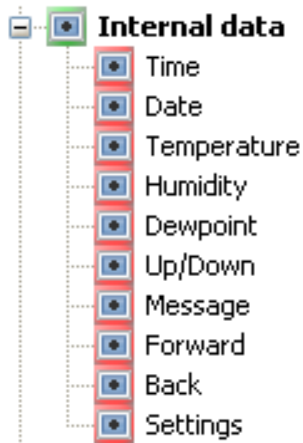 Internal data
Time
Date
Temperature
Humidity
Dewpoint
Up/Down
Message
Forward
Back
Settings